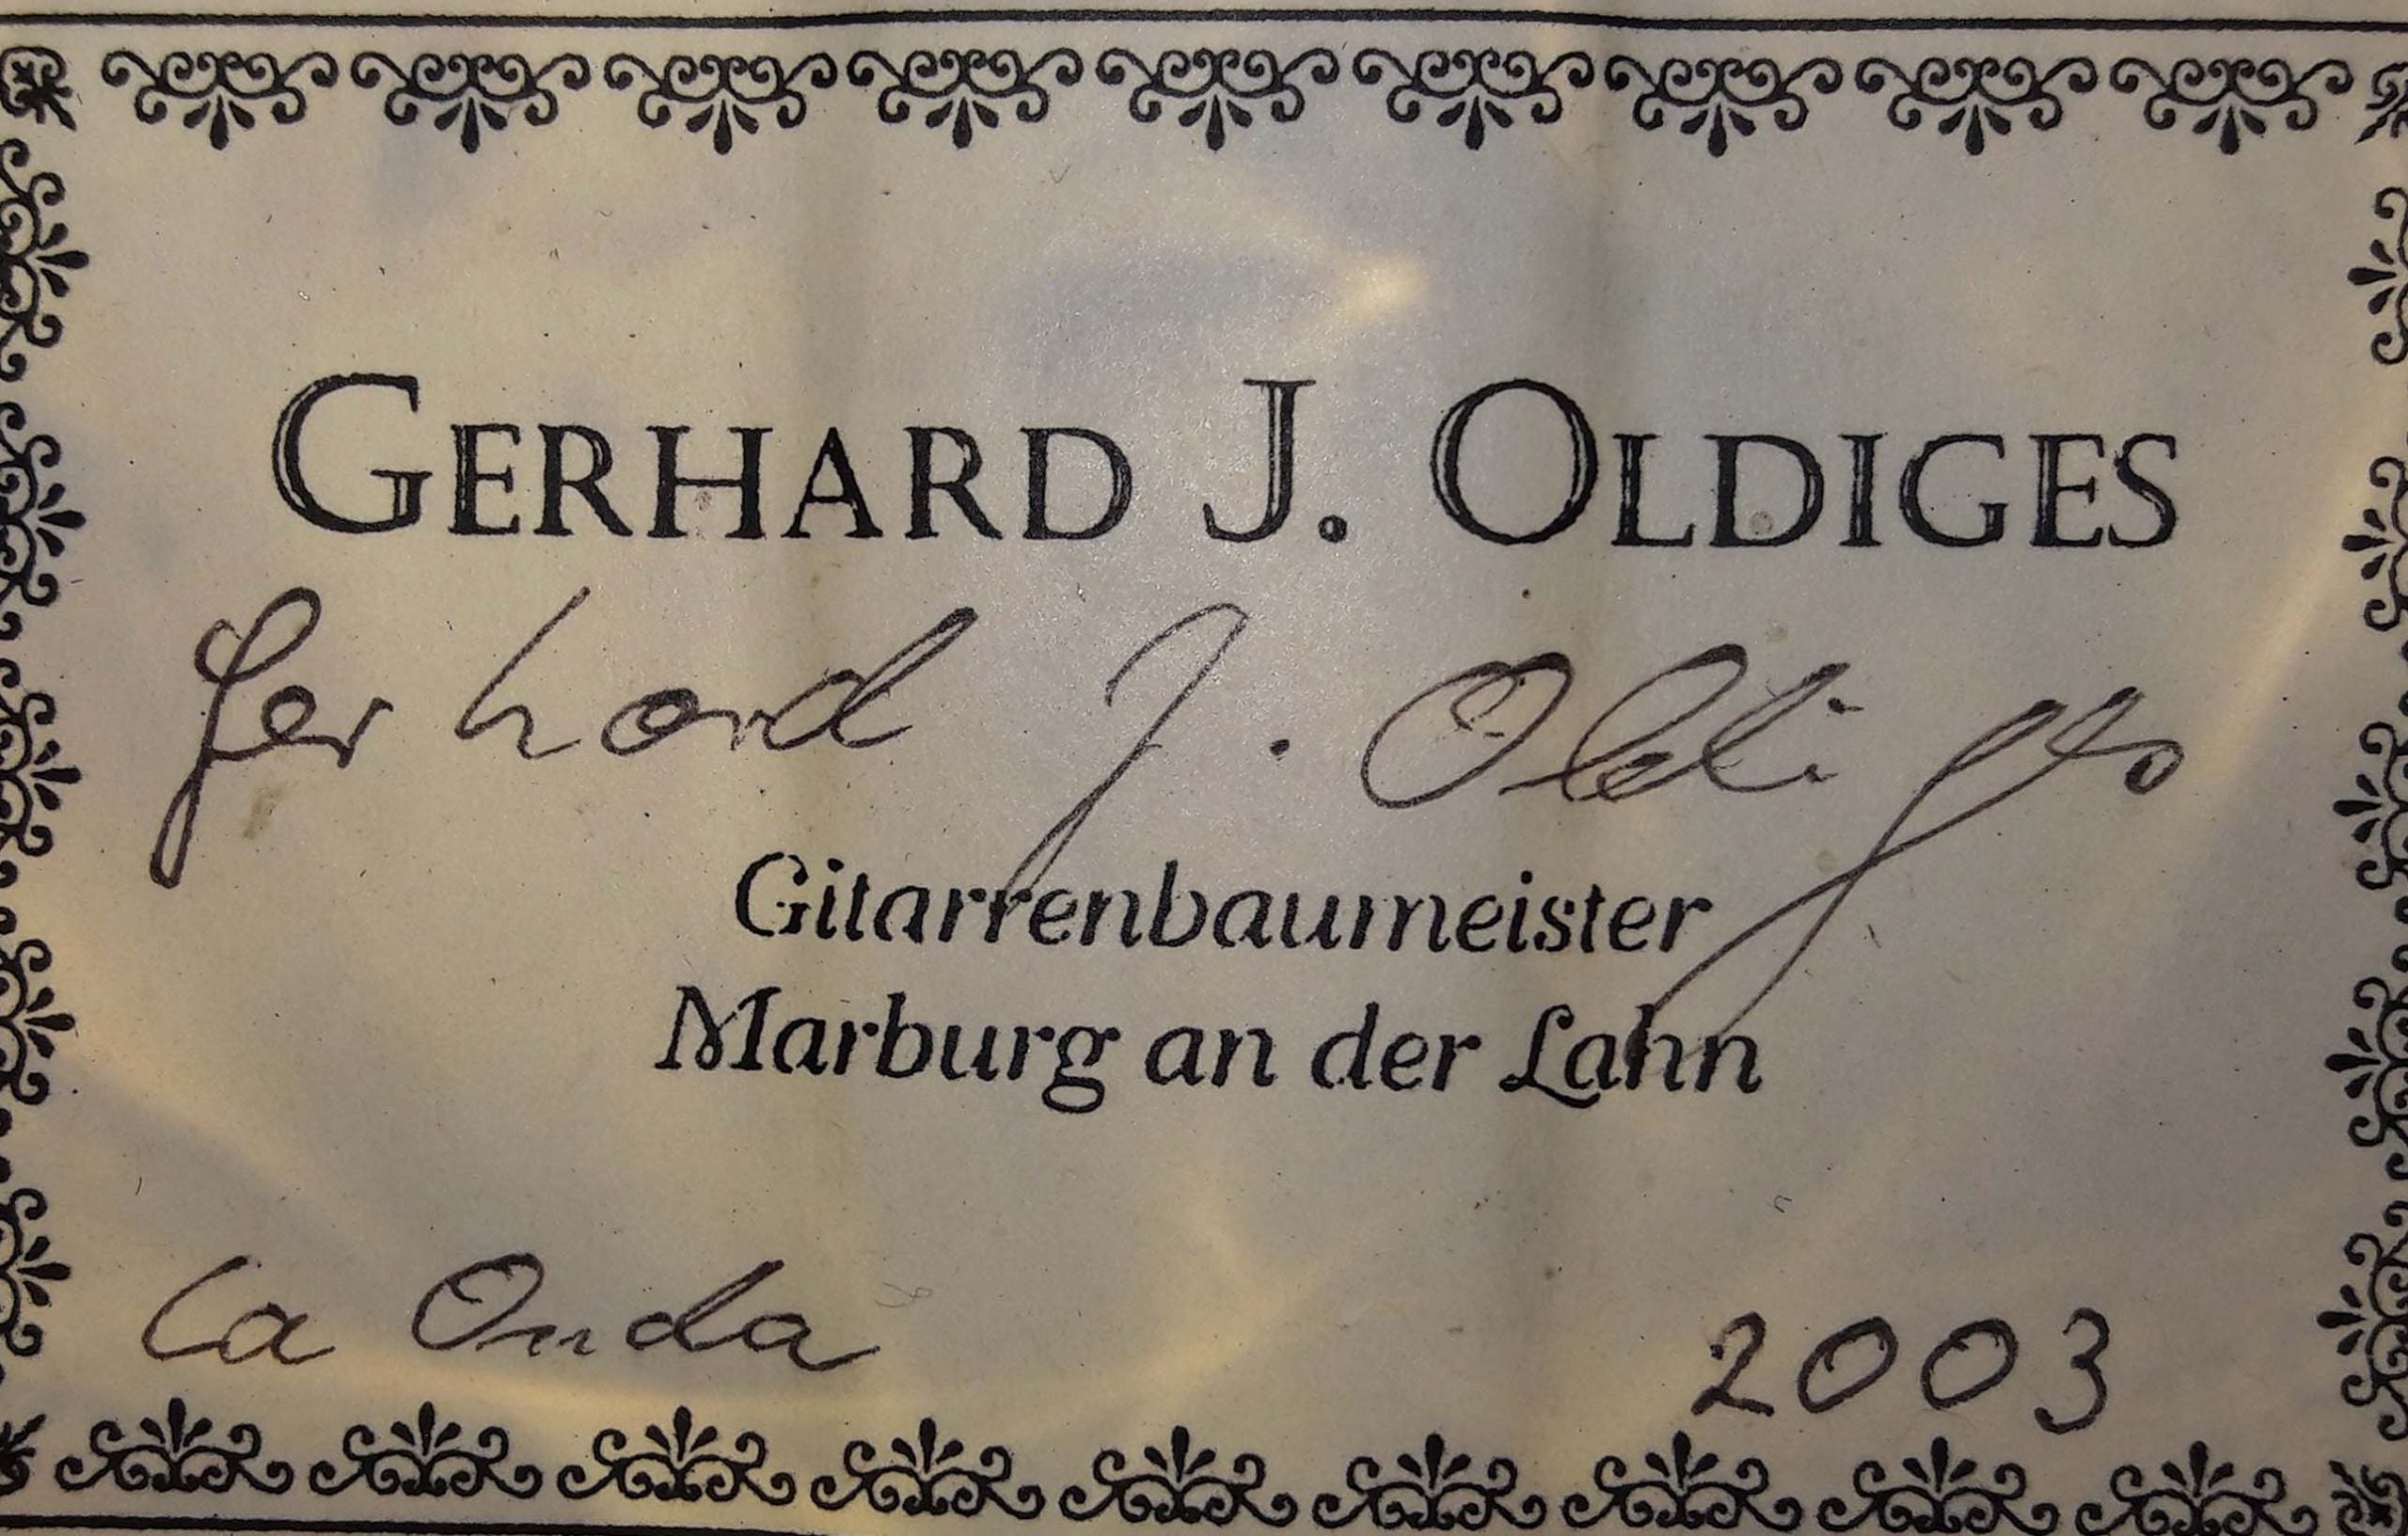 GERHARD J. OLDIGES
Gerhard J. Oldiges
Gitarrenbaumeister
Marburg an der Lahn
La Onda 2003